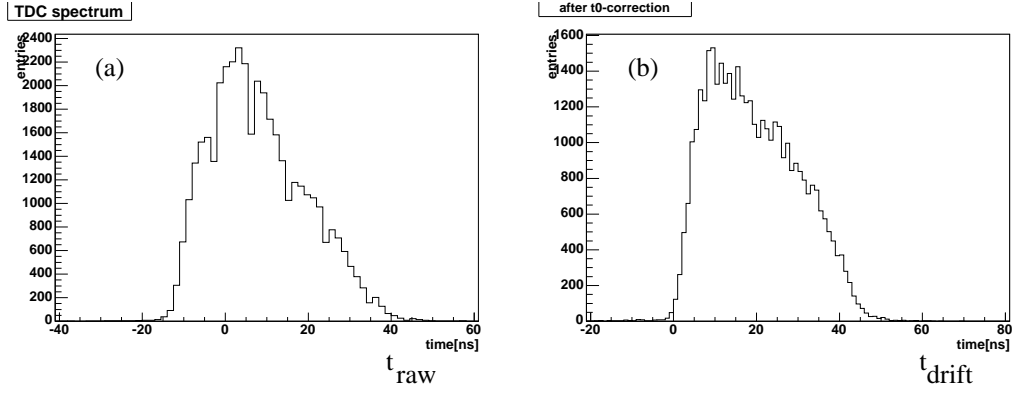 TDC spectrum
entries
2400
2200
2000
1800
1600
1400
1200
1000
800
600
400
200
0
(a)
-40 -20 0 20 40 60
time[ns]
t raw
after t0-correction
entries
1600
1400
1200
1000
800
600
400
200
0
(b)
-20 0 20 40 60 80
time[ns]
t drift